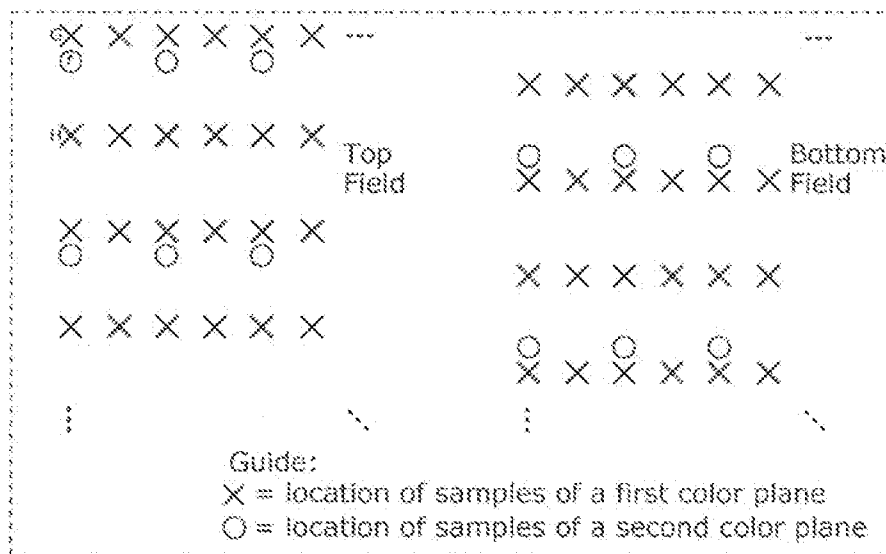 Top
Field
Bottom
Field
Guide:
X = location of samples of a first color plane
O = location of samples of a second color plane